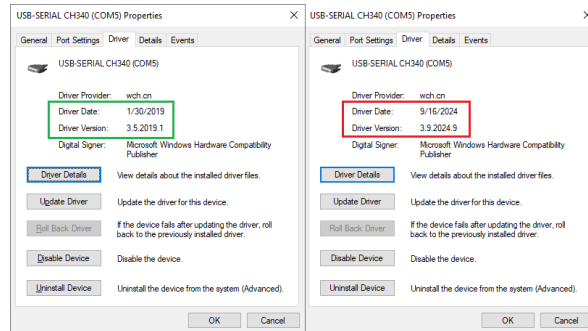 USB-SERIAL CH340 (COM5) Properties
General Port Settings Driver Details Events
USB-SERIAL CH340 (COM5)
Driver Provider: wch.cn
Driver Date: 1/30/2019
Driver Version: 3.5.2019.1
Digital Signer: Microsoft Windows Hardware Compatibility
Publisher
Driver Details View details about the installed driver files.
Update Driver Update the driver for this device.
Roll Back Driver If the device fails after updating the driver, roll
back to the previously installed driver.
Disable Device Disable the device.
Uninstall Device Uninstall the device from the system (Advanced).
OK Cancel
USB-SERIAL CH340 (COM5) Properties
General Port Settings Driver Details Events
USB-SERIAL CH340 (COM5)
Driver Provider: wch.cn
Driver Date: 9/16/2024
Driver Version: 3.9.2024.9
Digital Signer: Microsoft Windows Hardware Compatibility
Publisher
Driver Details View details about the installed driver files.
Update Driver Update the driver for this device.
Roll Back Driver If the device fails after updating the driver, roll
back to the previously installed driver.
Disable Device Disable the device.
Uninstall Device Uninstall the device from the system (Advanced).
OK Cancel